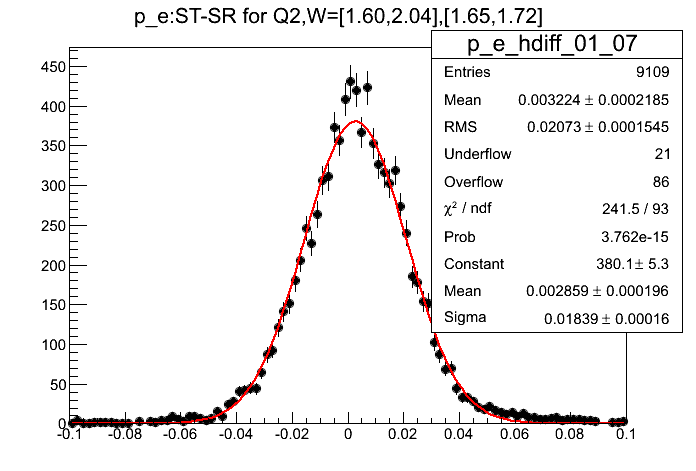 p_e:ST-SR for Q2,W=[1.60,2.04],[1.65,1.72]
p_e_hdiff_01_07
Entries 9109
Mean 0.003224 ± 0.0002185
RMS 0.02073 ± 0.0001545
Underflow 21
Overflow 86
χ² / ndf 241.5 / 93
Prob 3.762e-15
Constant 380.1 ± 5.3
Mean 0.002859 ± 0.000196
Sigma 0.01839 ± 0.00016
450
400
350
300
250
200
150
100
50
0
-0.1 -0.08 -0.06 -0.04 -0.02 0 0.02 0.04 0.06 0.08 0.1